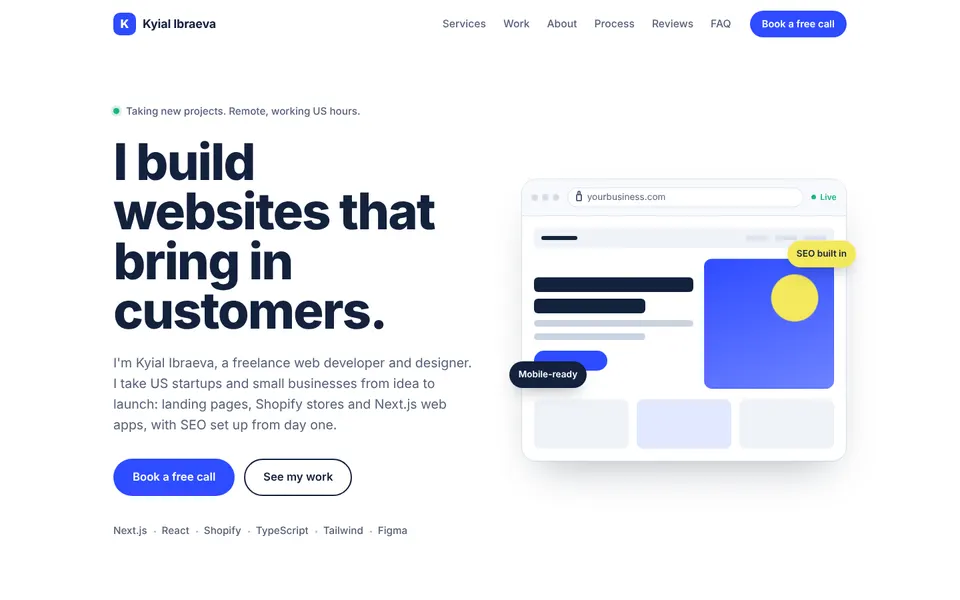 K Kyial Ibraeva
Services Work About Process Reviews FAQ Book a free call
Taking new projects. Remote, working US hours.
I build
websites that
bring in
customers.
I'm Kyial Ibraeva, a freelance web developer and designer.
I take US startups and small businesses from idea to
launch: landing pages, Shopify stores and Next.js web
apps, with SEO set up from day one.
Book a free call See my work
Next.js · React · Shopify · TypeScript · Tailwind · Figma
yourbusiness.com Live
SEO built in
Mobile-ready